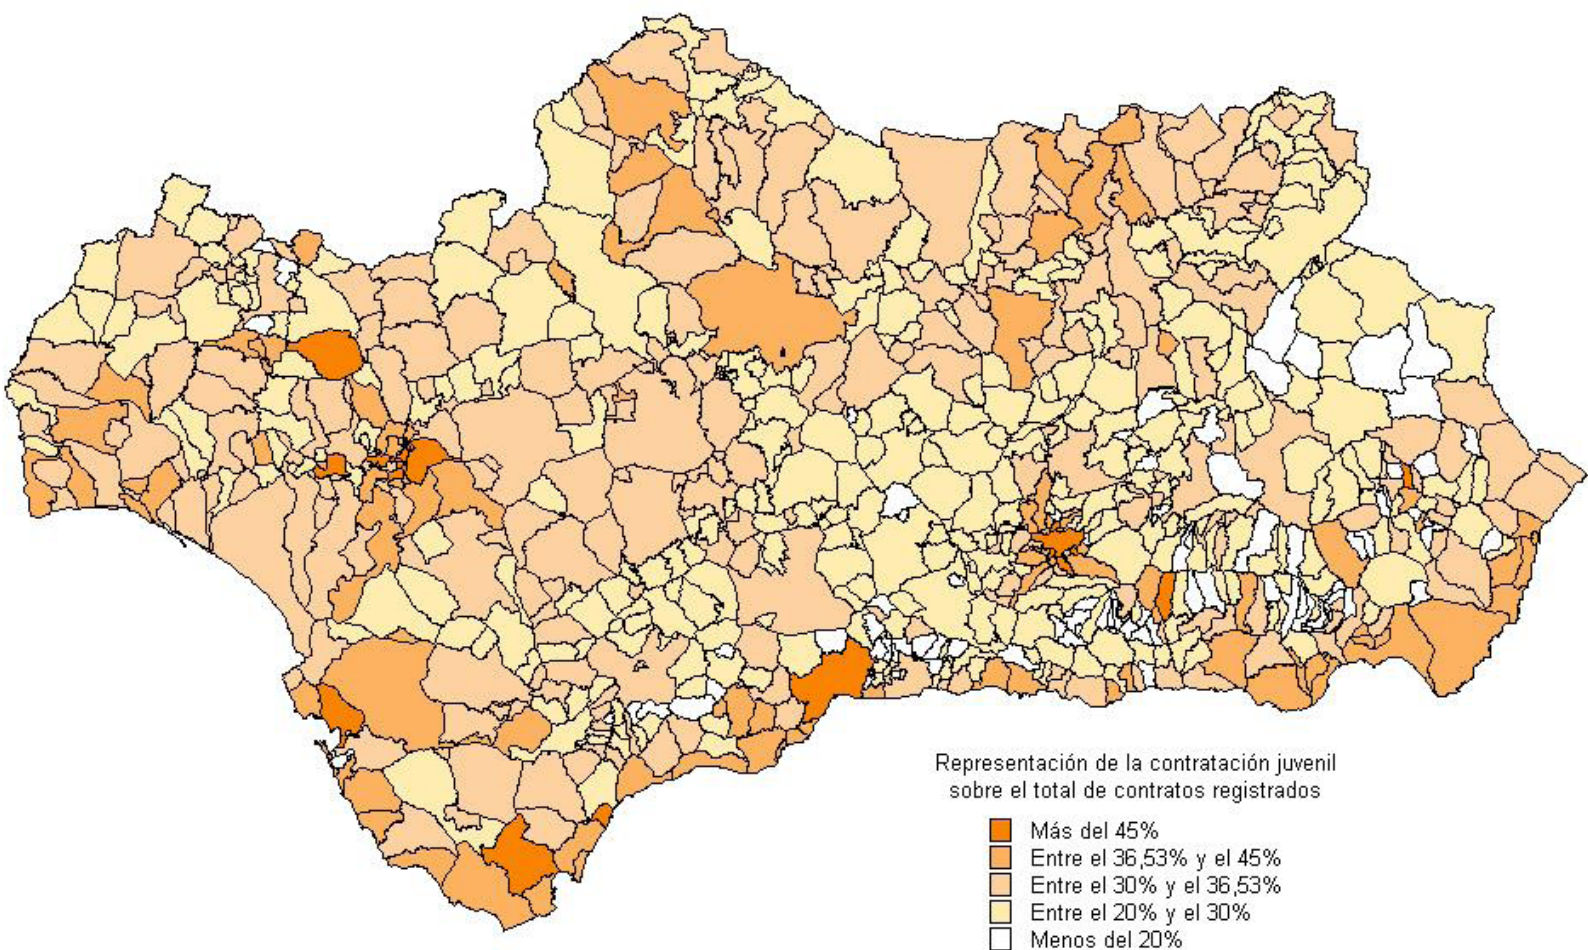 Representación de la contratación juvenil
sobre el total de contratos registrados
Más del 45%
Entre el 36,53% y el 45%
Entre el 30% y el 36,53%
Entre el 20% y el 30%
Menos del 20%